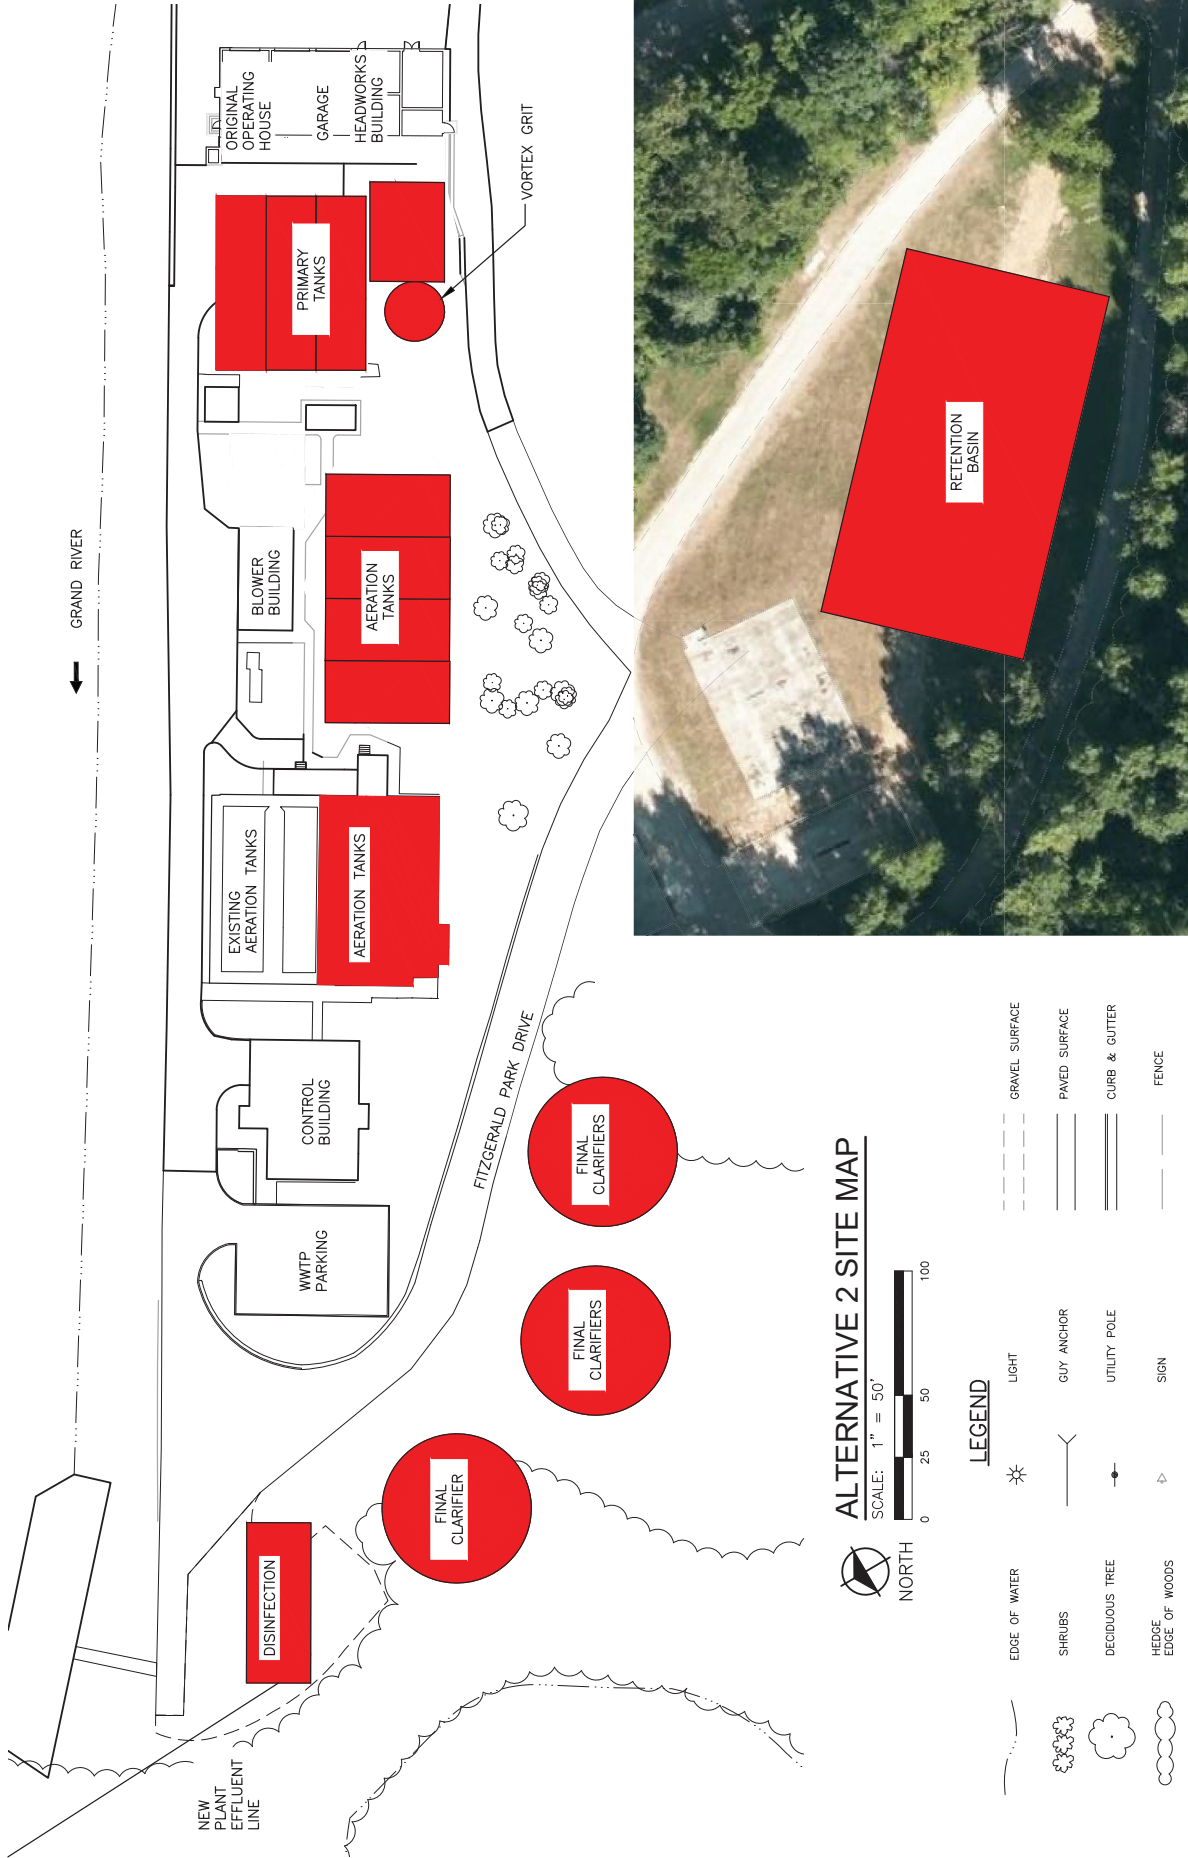 GRAND RIVER
ORIGINAL
OPERATING
HOUSE
GARAGE
HEADWORKS
BUILDING
VORTEX GRIT
PRIMARY
TANKS
BLOWER
BUILDING
AERATION
TANKS
EXISTING
AERATION TANKS
AERATION TANKS
RETENTION
BASIN
CONTROL
BUILDING
WWTP
PARKING
FITZGERALD PARK DRIVE
FINAL
CLARIFIERS
FINAL
CLARIFIERS
FINAL
CLARIFIER
DISINFECTION
NEW
PLANT
EFFLUENT
LINE
ALTERNATIVE 2 SITE MAP
SCALE: 1" = 50'
0 25 50 100
NORTH
LEGEND
EDGE OF WATER
LIGHT
GRAVEL SURFACE
SHRUBS
GUY ANCHOR
PAVED SURFACE
DECIDUOUS TREE
UTILITY POLE
CURB & GUTTER
HEDGE
EDGE OF WOODS
SIGN
FENCE